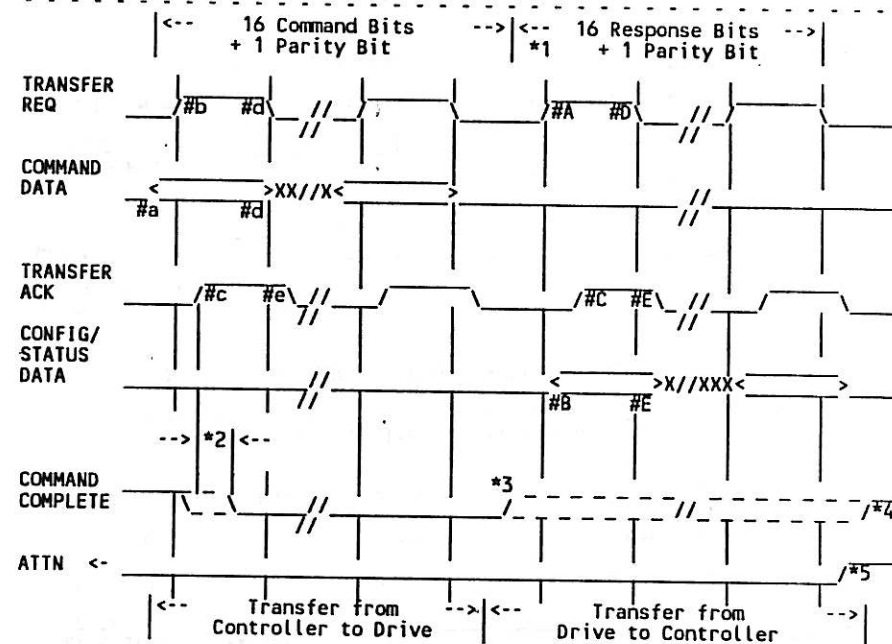 |<-- 16 Command Bits -->|<-- 16 Response Bits -->|
+ 1 Parity Bit *1 + 1 Parity Bit
TRANSFER
REQ
#b #d // // #A #D // //
COMMAND
DATA
< >XX//X< > //
#a #d //
TRANSFER
ACK
#c #e // // #C #E // //
CONFIG/
STATUS
DATA
// // < >X//XXX< >
#B #E
--> *2 <--
COMMAND
COMPLETE
*3
// // // *4
ATTN <-
*5
|<-- Transfer from -->|<-- Transfer from -->|
Controller to Drive Drive to Controller